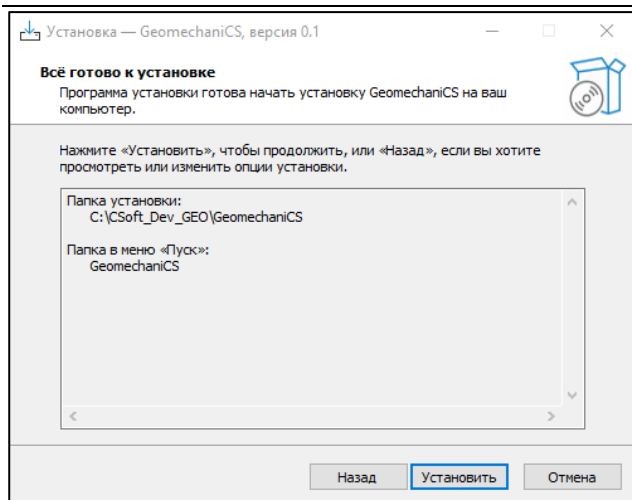 Установка — GeomechaniCS, версия 0.1
Всё готово к установке
Программа установки готова начать установку GeomechaniCS на ваш
компьютер.
Нажмите «Установить», чтобы продолжить, или «Назад», если вы хотите
просмотреть или изменить опции установки.
Папка установки:
C:\CSoft_Dev_GEO\GeomechaniCS
Папка в меню «Пуск»:
GeomechaniCS
Назад
Установить
Отмена